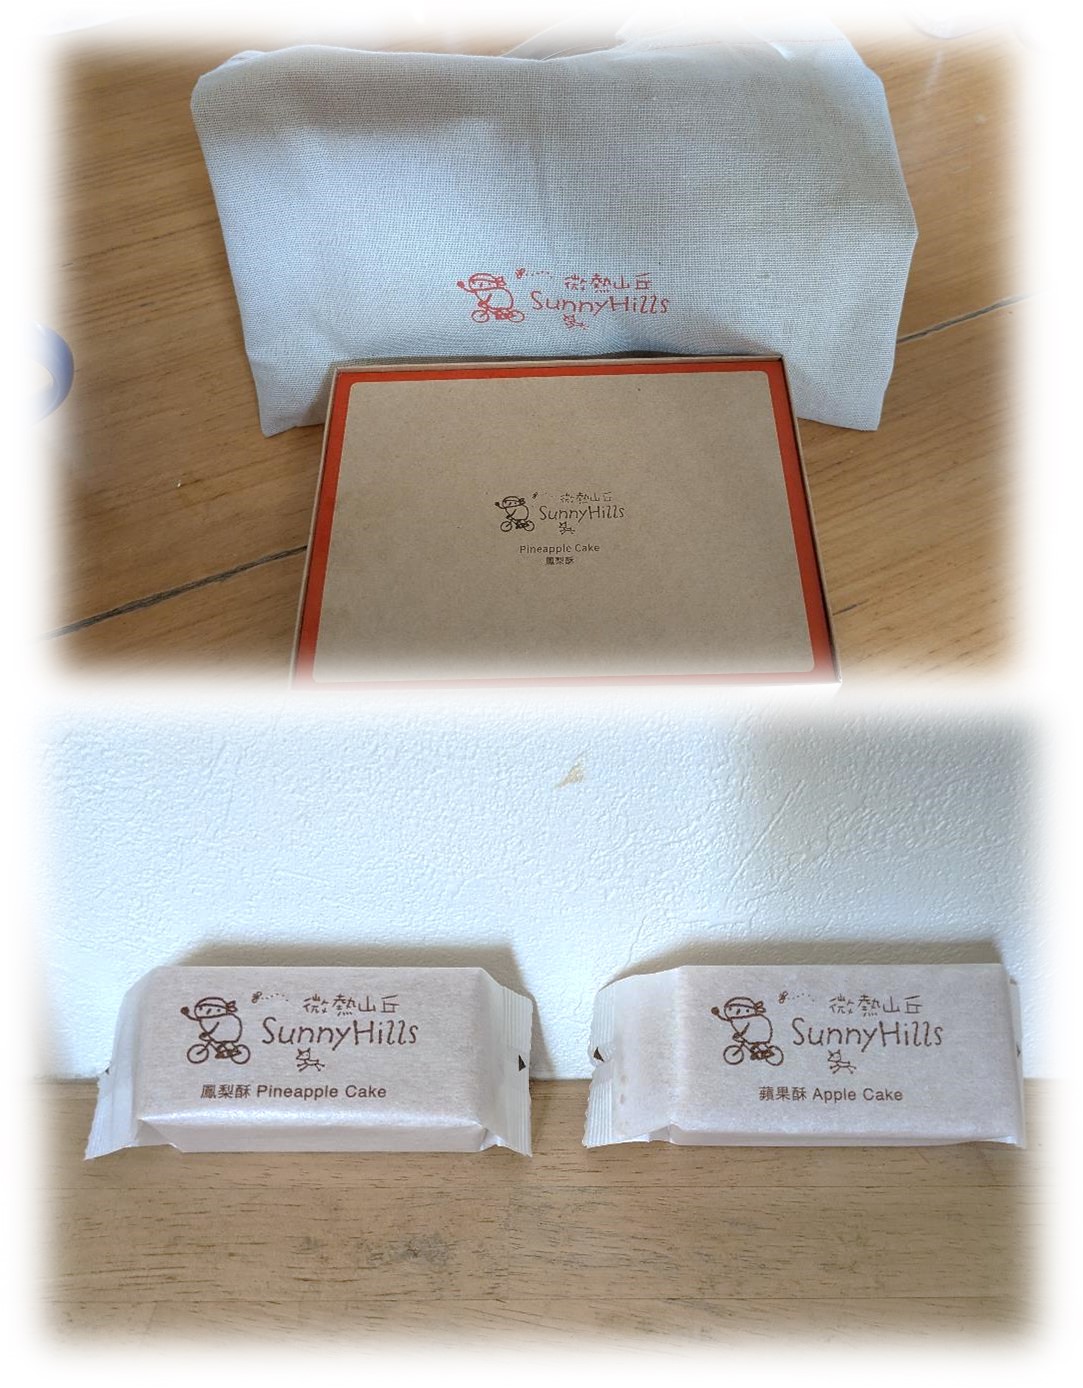 微熱山丘
SunnyHills
微熱山丘
SunnyHills
Pineapple Cake
鳳梨酥
微熱山丘
SunnyHills
鳳梨酥 Pineapple Cake
微熱山丘
SunnyHills
蘋果酥 Apple Cake